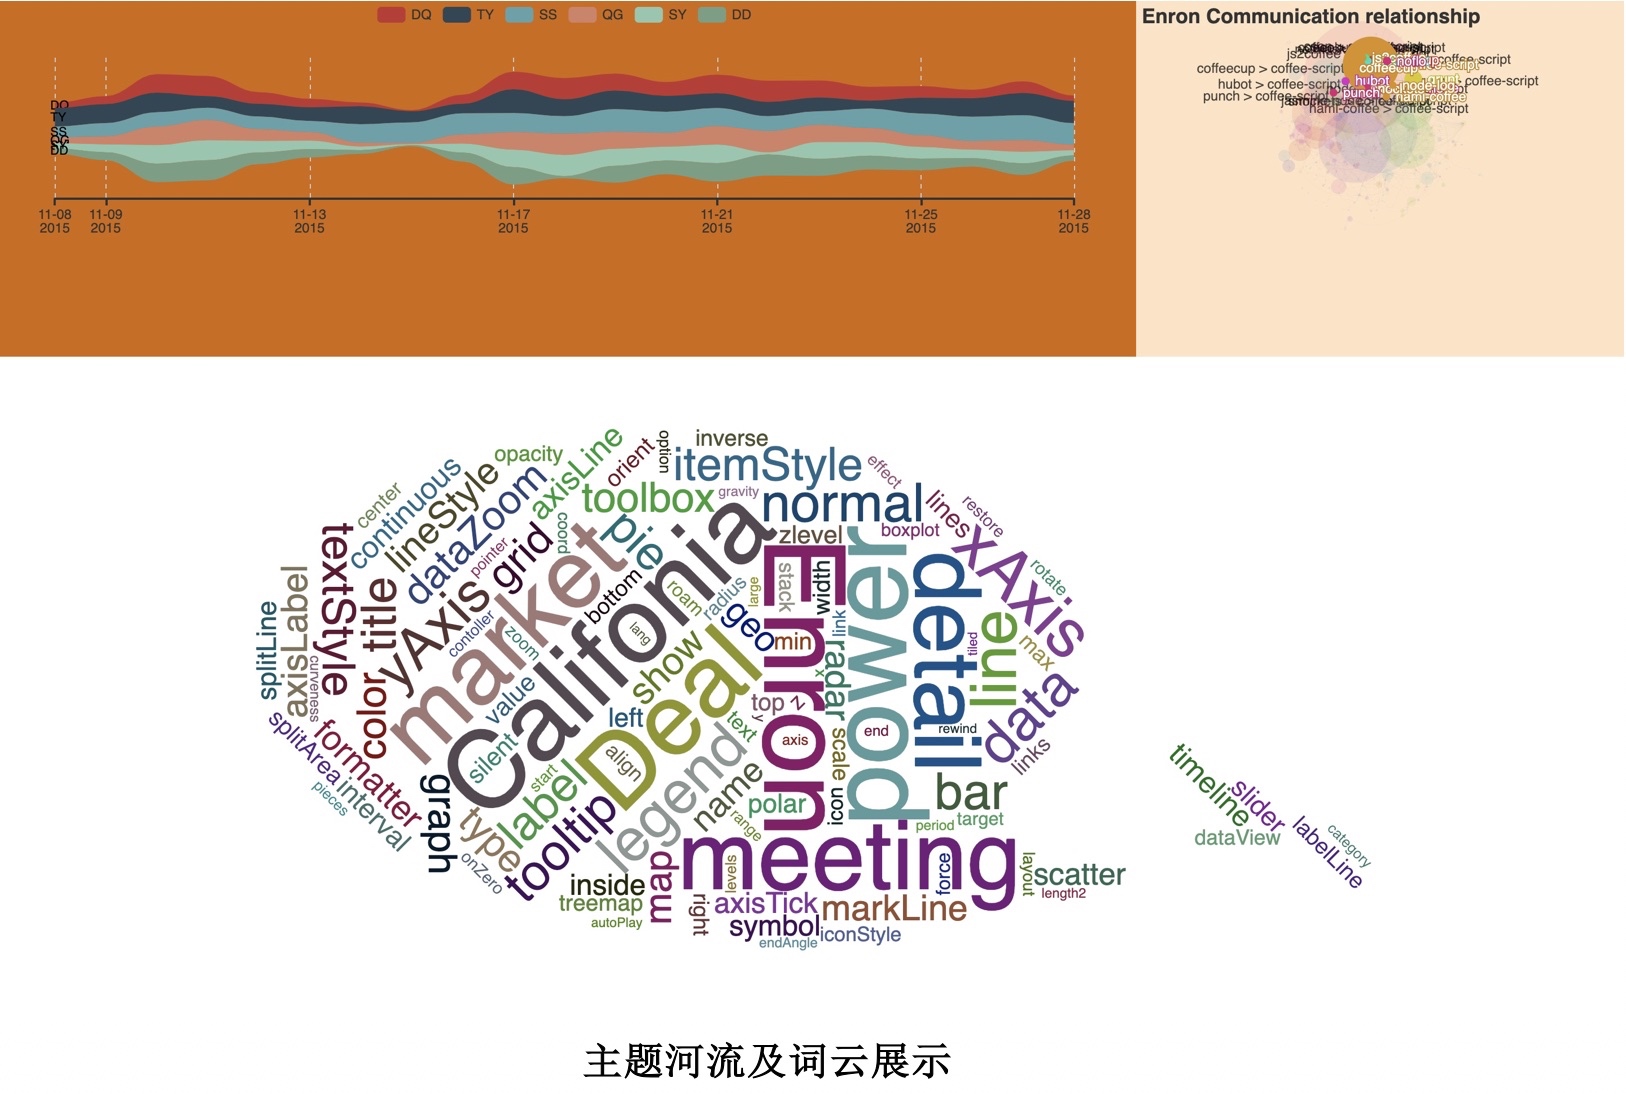 DQ TY SS QG SY DD
DQ
TY
SS
QG
DD
11-08 11-09 11-13 11-17 11-21 11-25 11-28
2015 2015 2015 2015 2015 2015 2015
Enron Communication relationship
js2coffee
coffeecup > coffee-script
hubot > coffee-script
punch > coffee-script
nami-coffee > coffee-script
coffeecup
noflo
hubot
punch
grunt
node-log
nami-coffee
inverse
option
opacity
axisLine
orient
itemStyle
effect
continuous
center
lineStyle
dataZoom
toolbox
gravity
normal
lines
restore
textStyle
pointer
grid
coord
pie
zlevel
boxplot
xAxis
rotate
axisLabel
splitLine
title
yAxis
market
bottom
roam
radius
large
stack
width
link
power
detail
line
tiled
max
curveness
contoller
zoom
lang
Califonia
show
geo
min
Enron
radar
x
data
color
value
left
Deal
top
z
y
text
axis
scale
end
rewind
links
splitArea
formatter
silent
align
legend
pieces
interval
graph
start
label
name
polar
icon
bar
period
target
type
tooltip
range
onZero
meeting
inside
map
levels
force
layout
scatter
length2
treemap
autoPlay
right
axisTick
markLine
symbol
iconStyle
endAngle
timeline
slider
dataView
labelLine
category
主题河流及词云展示